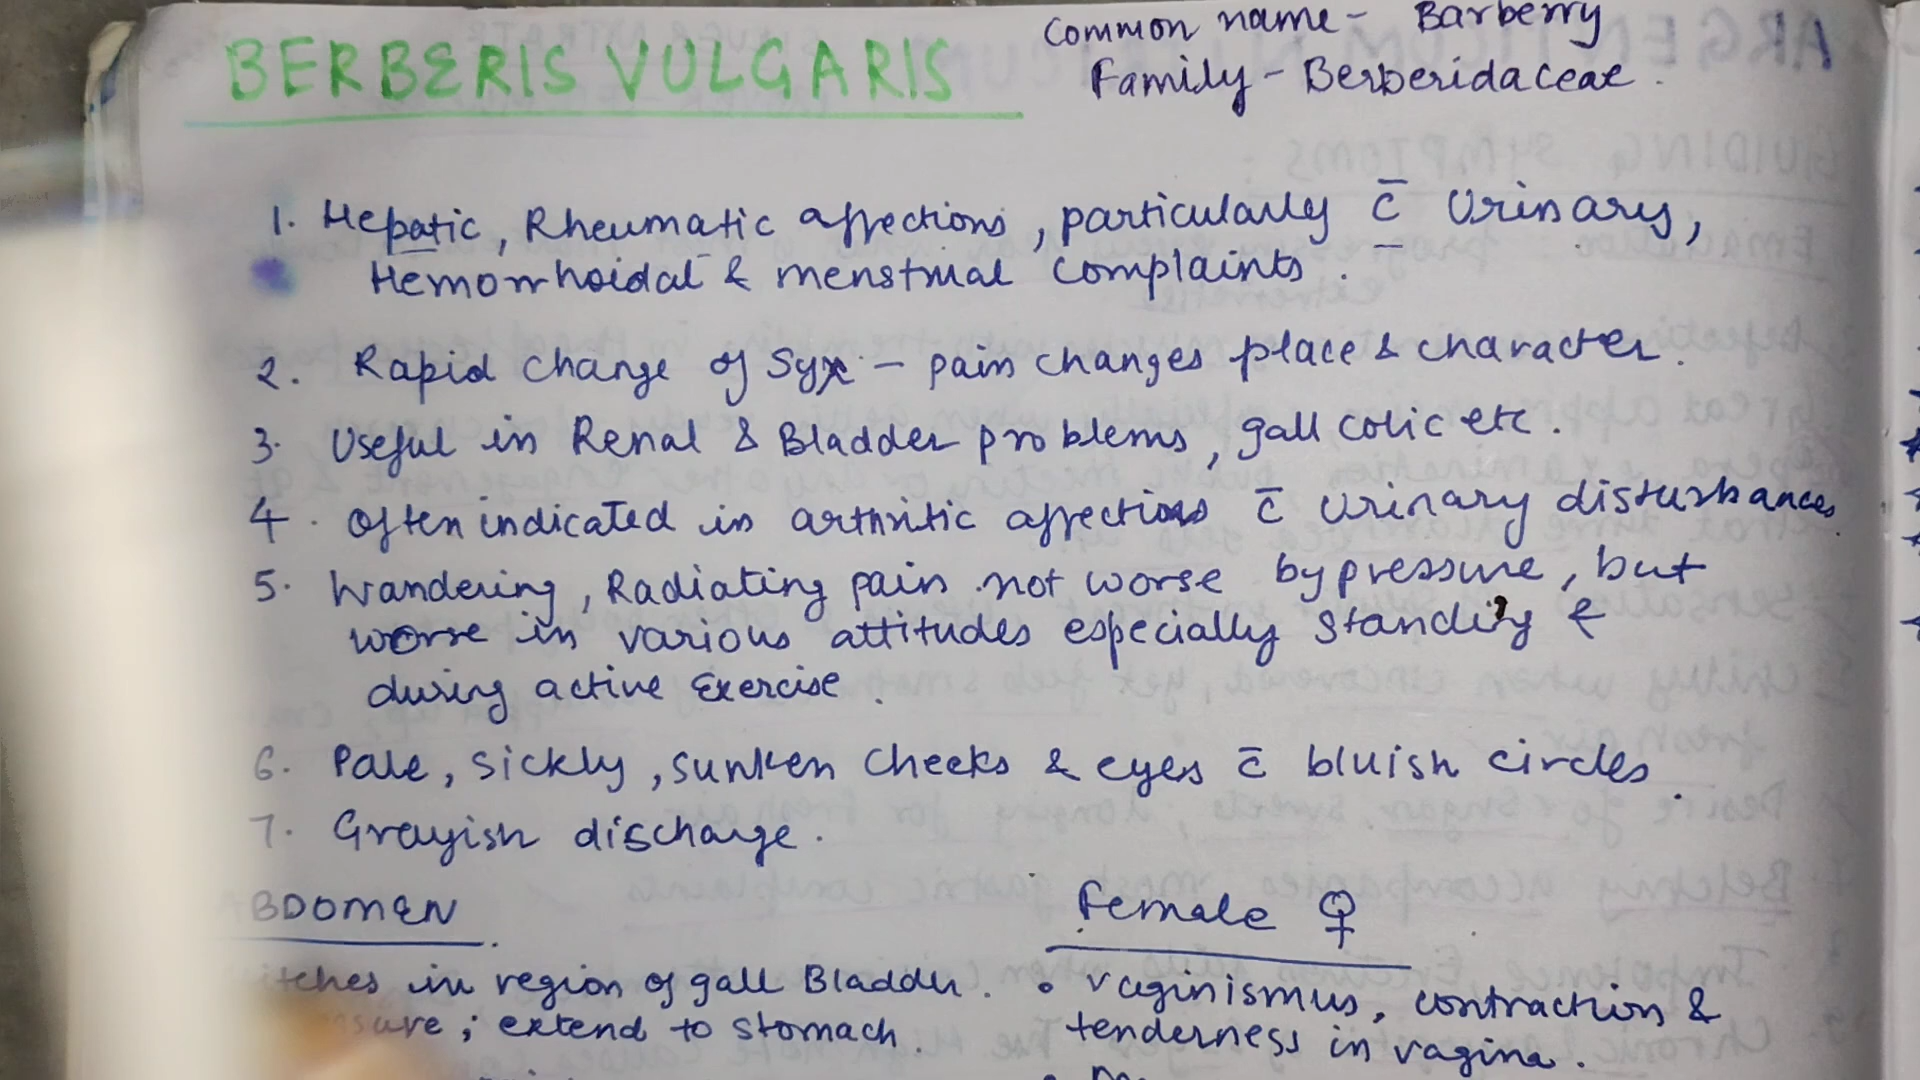 BERBERIS VULGARIS
Common name - Barberry
Family - Berberidaceae.
1. Hepatic, Rheumatic affections, particularly c̄ Urinary,
Hemorrhoidal & menstrual complaints.
2. Rapid change of Syx - pain changes place & character.
3. Useful in Renal & Bladder problems, gall colic etc.
4. Often indicated in arthritic affections c̄ urinary disturbances.
5. Wandering, Radiating pain not worse by pressure, but
worse in various attitudes especially standing &
during active Exercise.
6. Pale, sickly, sunken cheeks & eyes c̄ bluish circles.
7. Grayish discharge.
BDOMEN
itches in region of gall Bladder.
sure; extend to stomach.
Female ♀
• vaginismus, contraction &
tenderness in vagina.